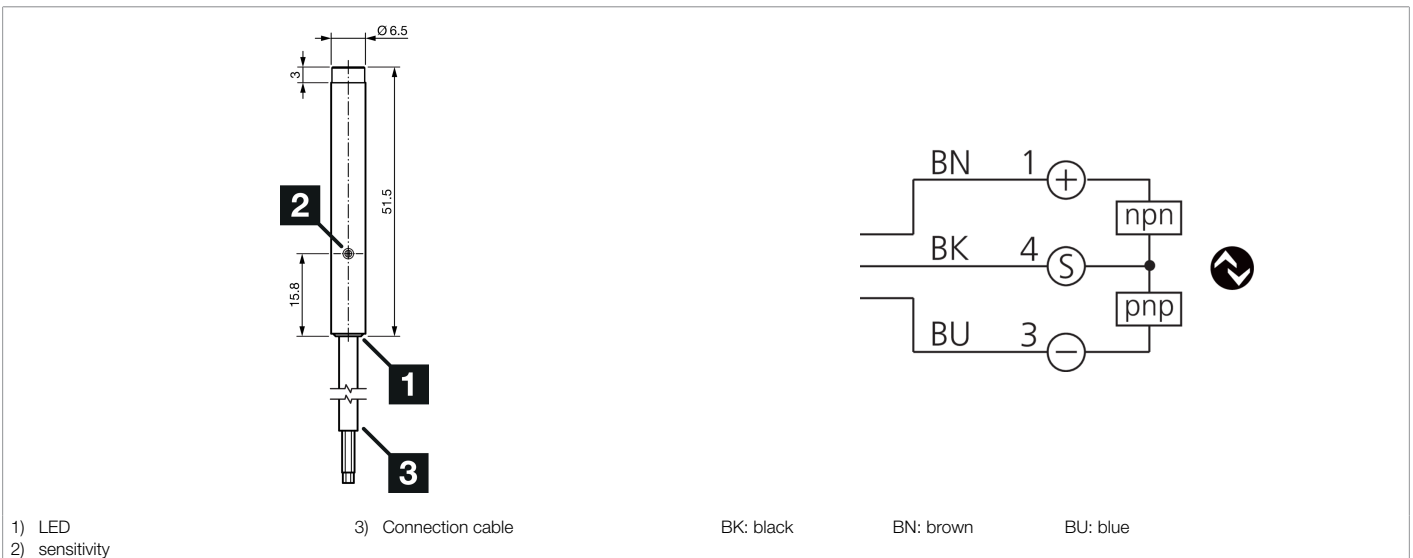 Ø 6.5
3
2
51.5
15.8
1
3
BN 1 +
npn
BK 4 S
pnp
BU 3 −
1) LED 3) Connection cable BK: black BN: brown BU: blue
2) sensitivity